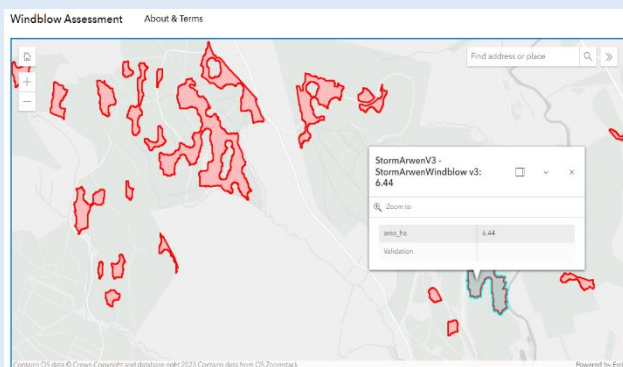 Windblow Assessment About & Terms
Find address or place
StormArwenV3 -
StormArwenWindblow v3:
6.44
Zoom to
area_ha 6.44
Validation
Contains OS data © Crown Copyright and database right 2023 Contains data from OS Zoomstack
Powered by Esri